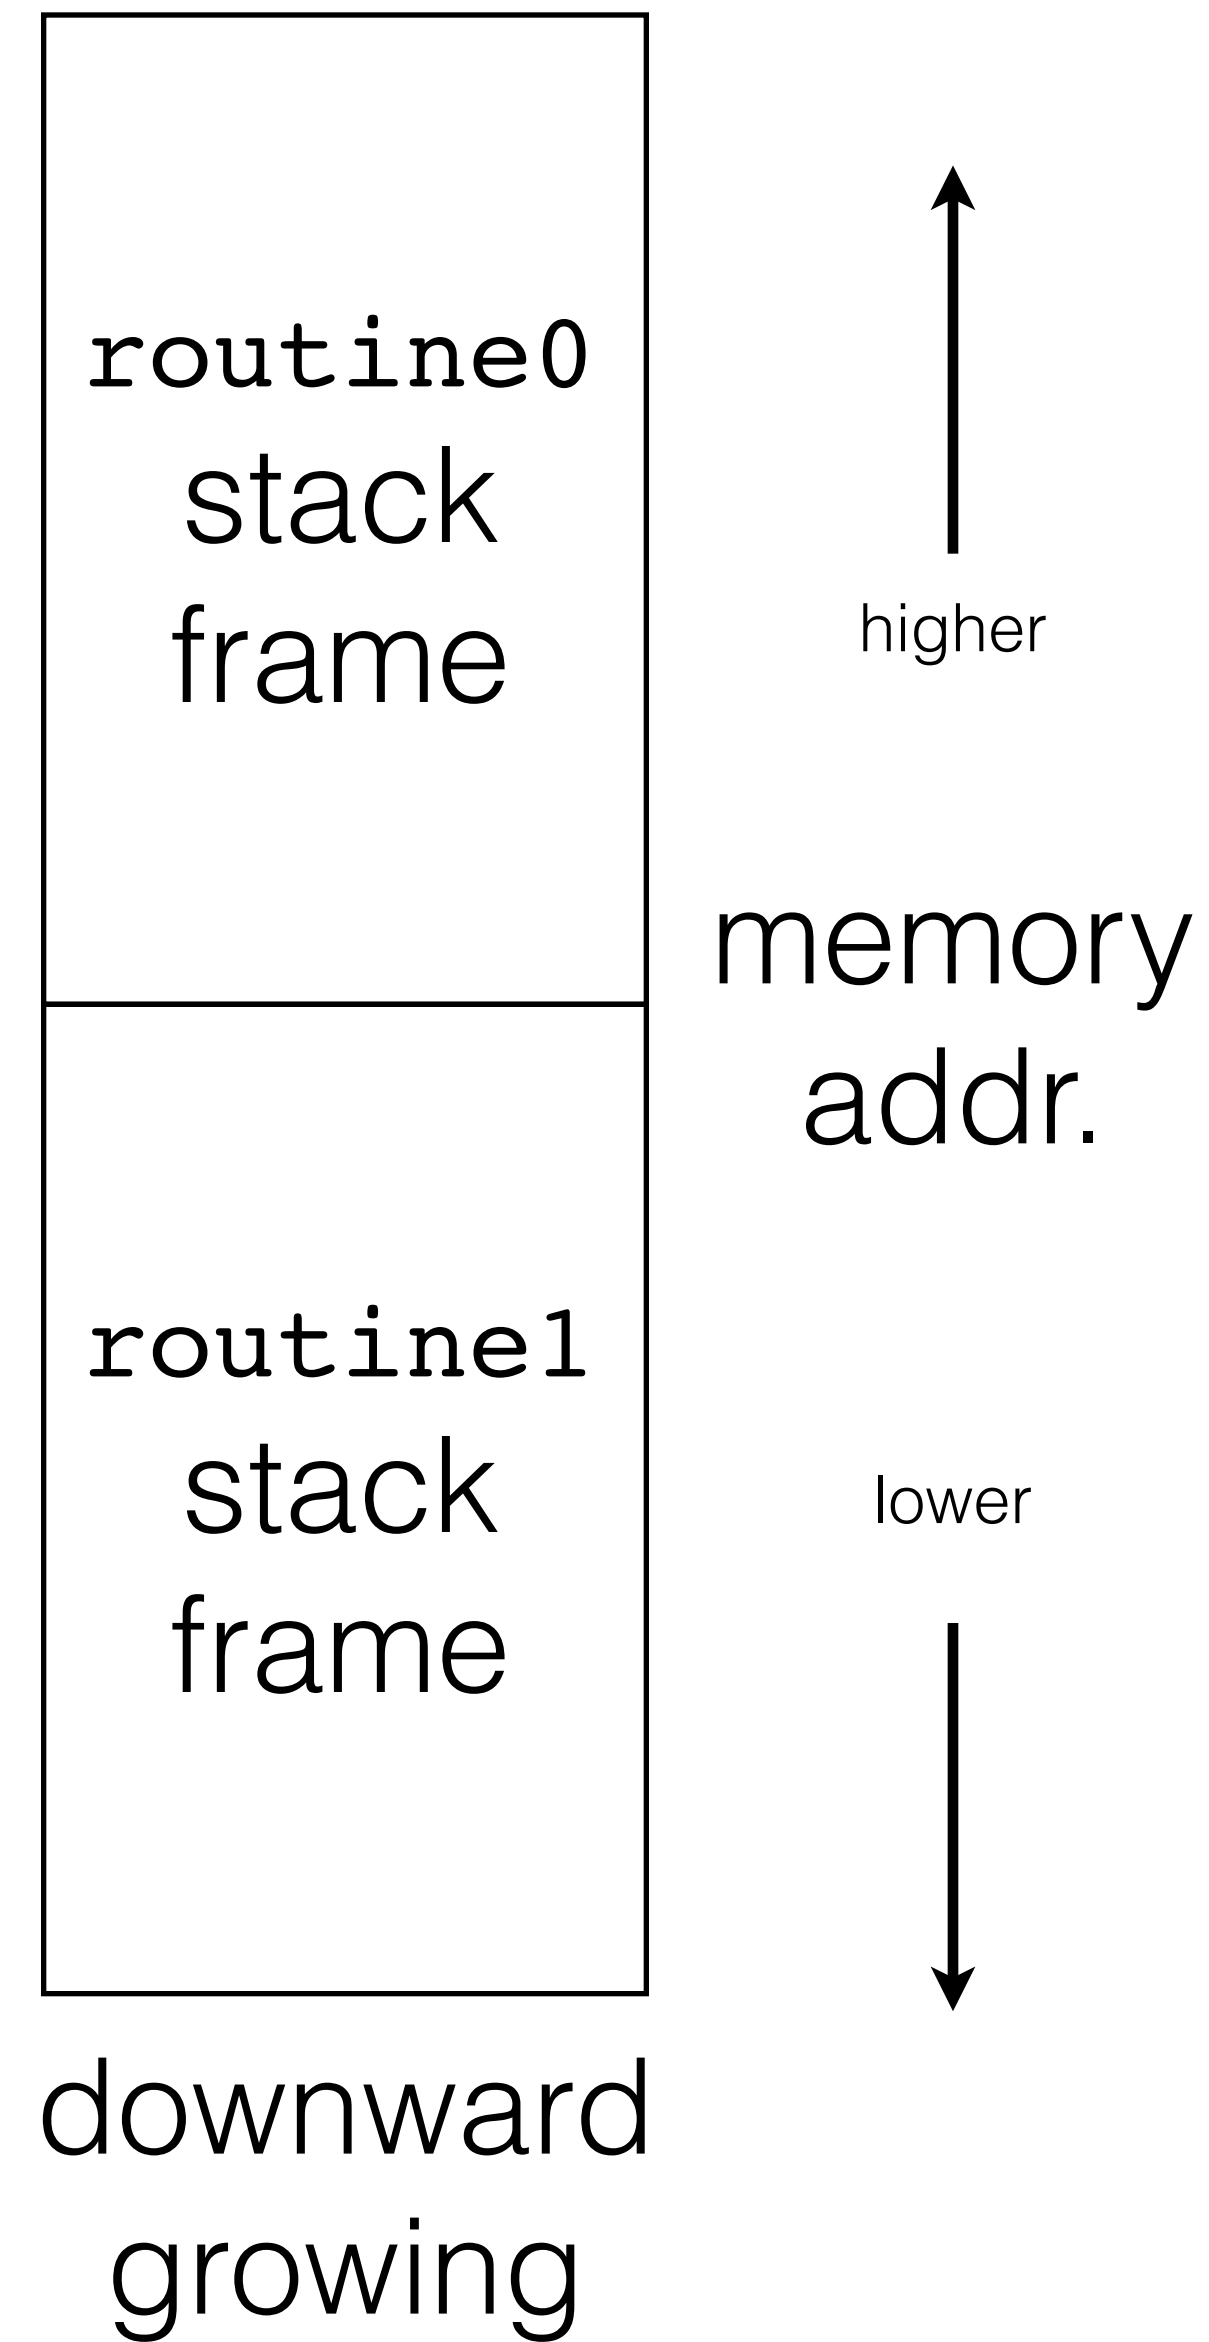 routine0
stack
frame
higher
memory
addr.
routine1
stack
frame
lower
downward
growing